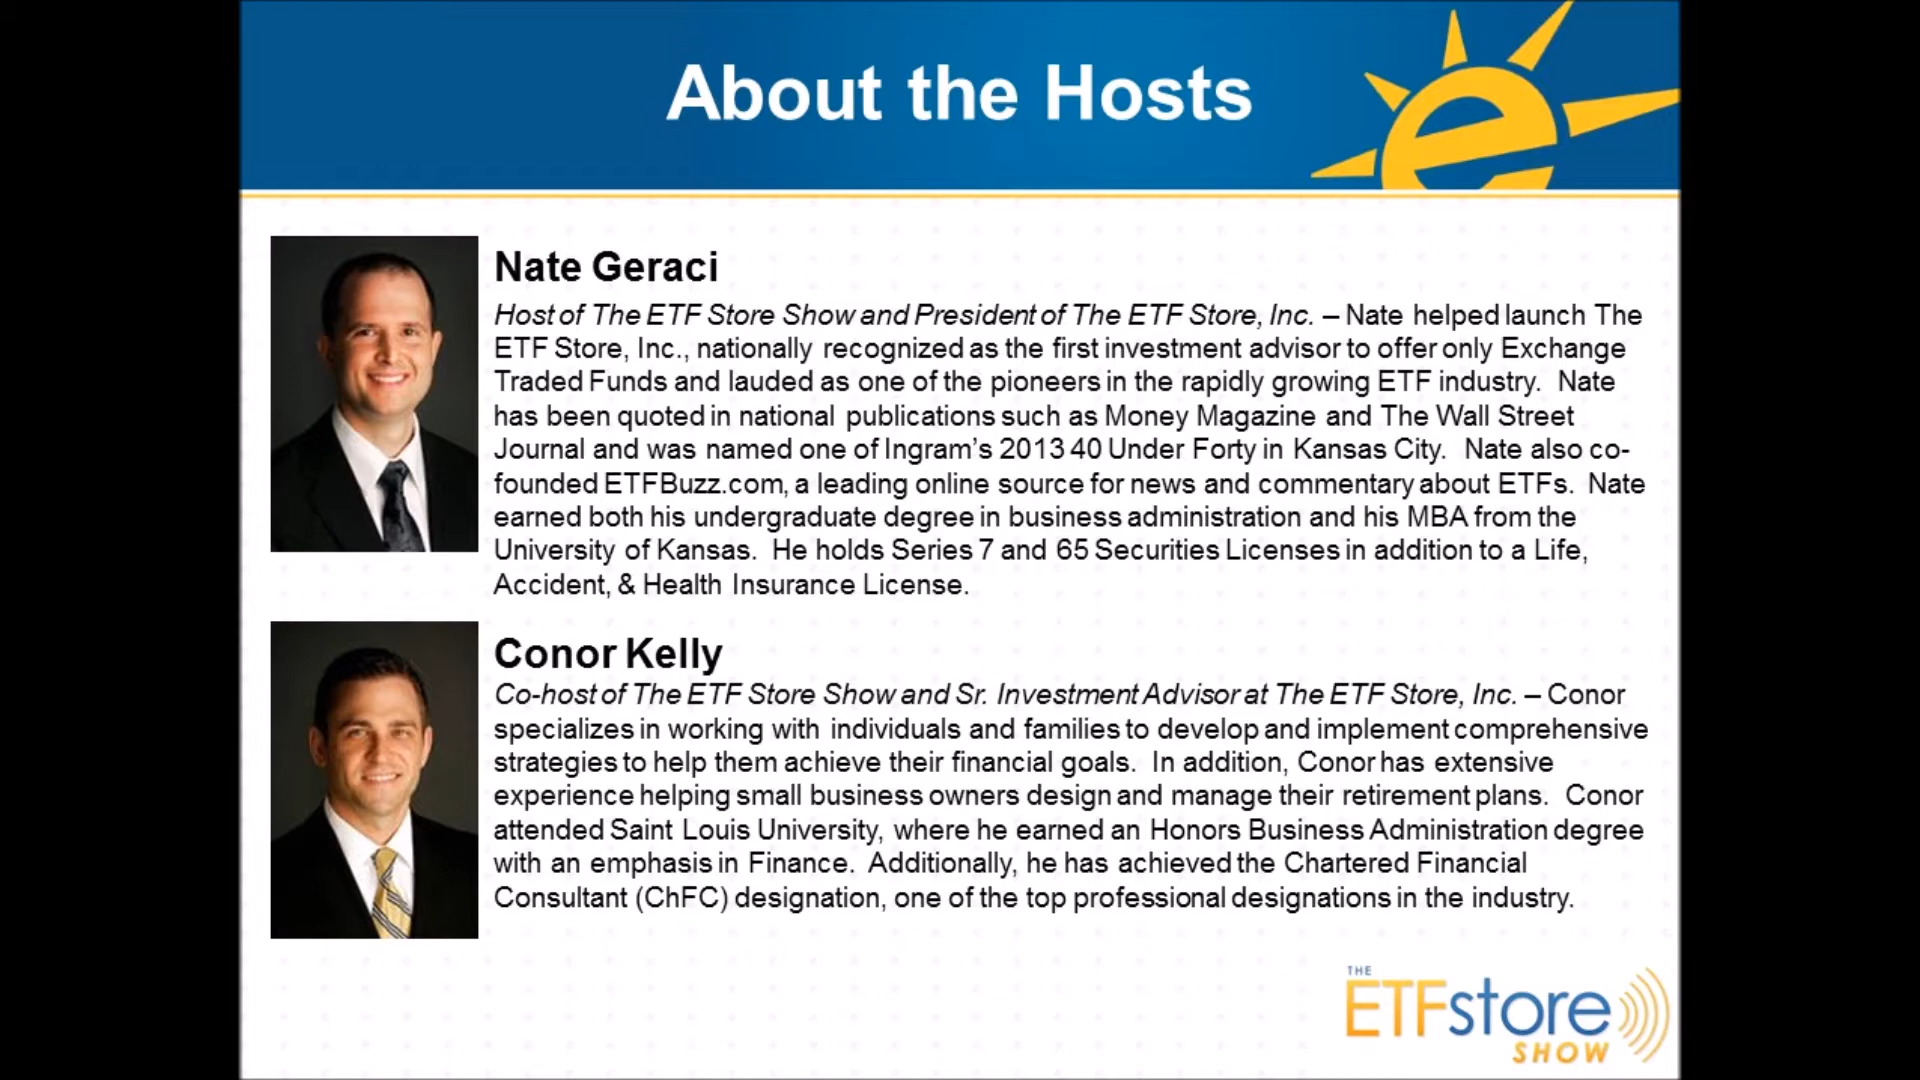 About the Hosts
Nate Geraci
Host of The ETF Store Show and President of The ETF Store, Inc. – Nate helped launch The
ETF Store, Inc., nationally recognized as the first investment advisor to offer only Exchange
Traded Funds and lauded as one of the pioneers in the rapidly growing ETF industry.  Nate
has been quoted in national publications such as Money Magazine and The Wall Street
Journal and was named one of Ingram’s 2013 40 Under Forty in Kansas City.  Nate also co-
founded ETFBuzz.com, a leading online source for news and commentary about ETFs.  Nate
earned both his undergraduate degree in business administration and his MBA from the
University of Kansas.  He holds Series 7 and 65 Securities Licenses in addition to a Life,
Accident, & Health Insurance License.
Conor Kelly
Co-host of The ETF Store Show and Sr. Investment Advisor at The ETF Store, Inc. – Conor
specializes in working with individuals and families to develop and implement comprehensive
strategies to help them achieve their financial goals.  In addition, Conor has extensive
experience helping small business owners design and manage their retirement plans.  Conor
attended Saint Louis University, where he earned an Honors Business Administration degree
with an emphasis in Finance.  Additionally, he has achieved the Chartered Financial
Consultant (ChFC) designation, one of the top professional designations in the industry.
THE
ETFstore
SHOW